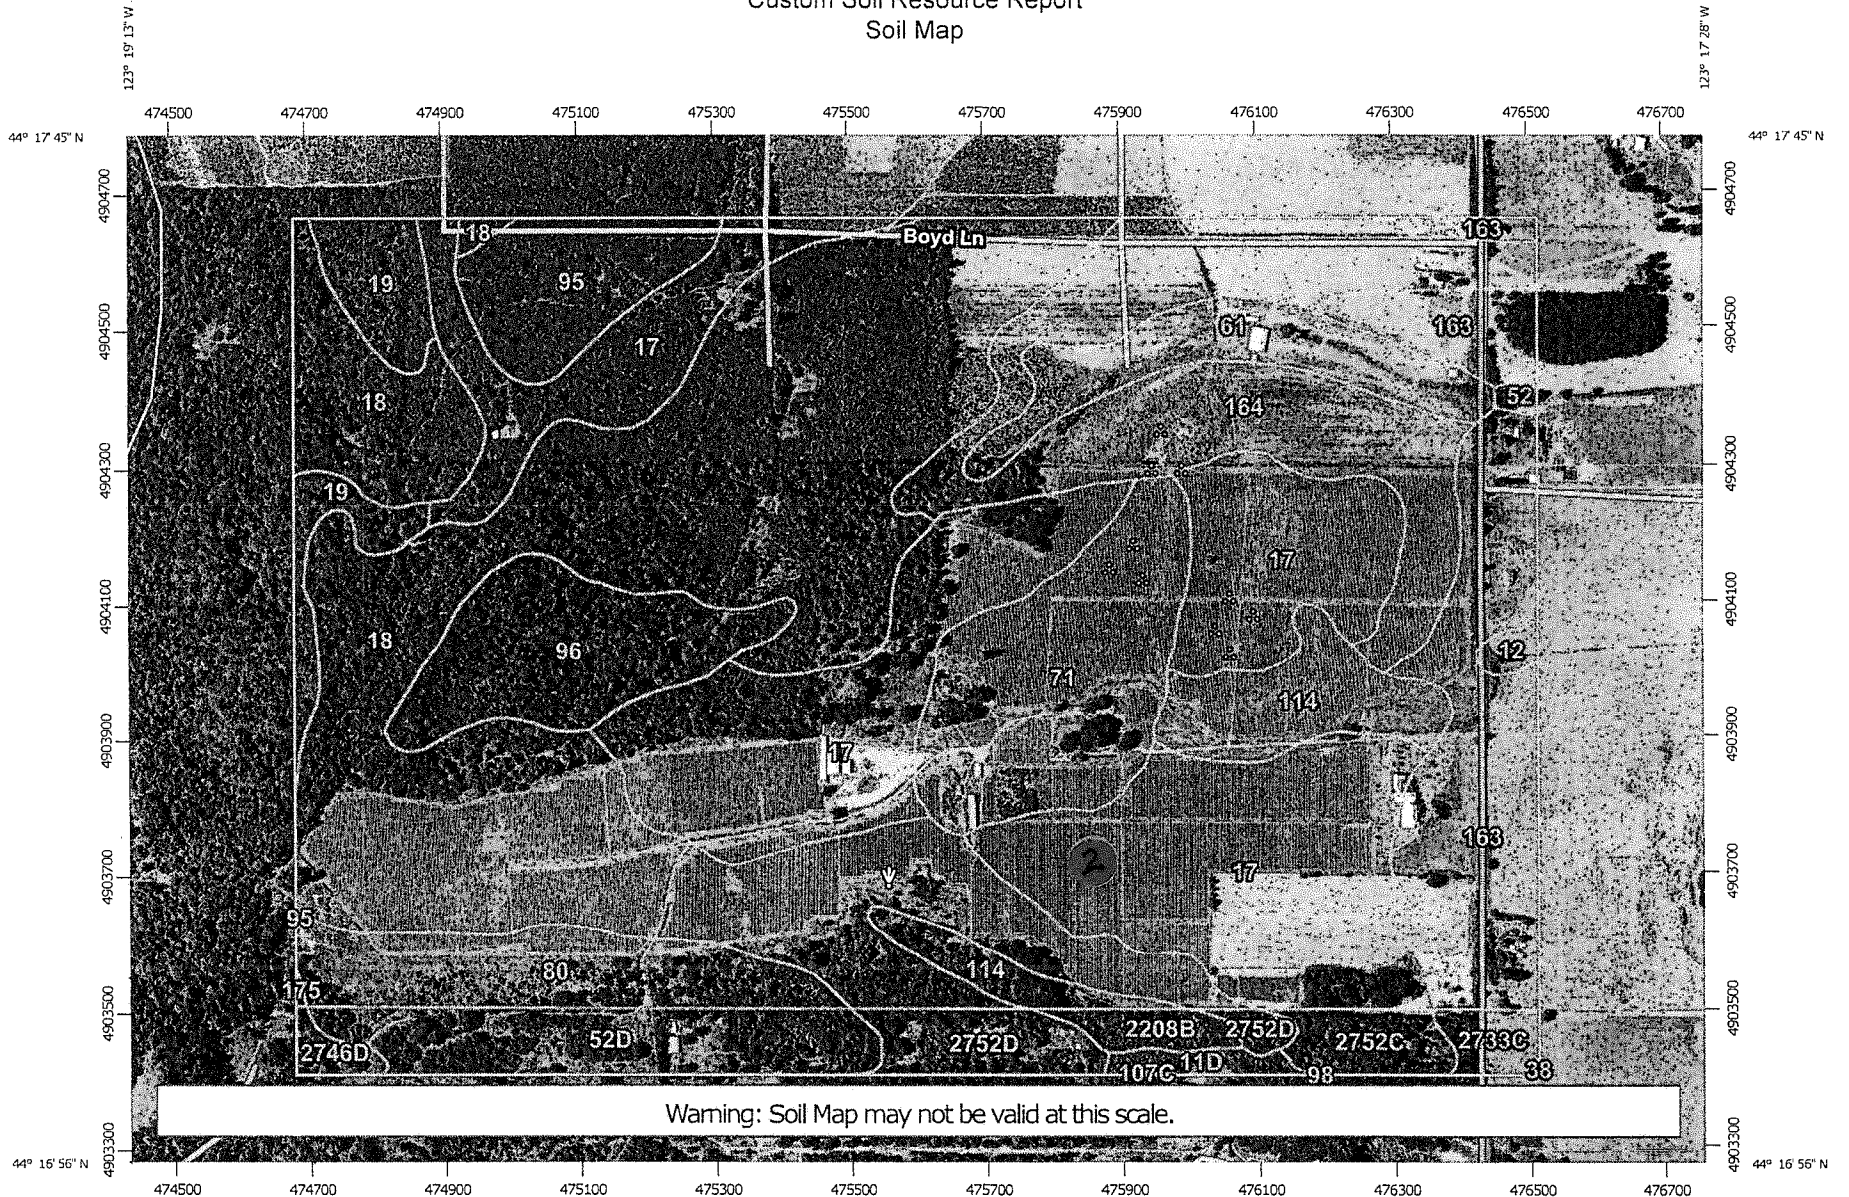 Custom Soil Resource Report
Soil Map
123° 19' 13" W
123° 17' 28" W
474500 474700 474900 475100 475300 475500 475700 475900 476100 476300 476500 476700
44° 17' 45" N
44° 17' 45" N
4904700
4904700
18
Boyd Ln
163
19
95
4904500
61
163
4904500
17
18
52
164
4904300
4904300
19
17
4904100
4904100
18
96
12
71
114
4903900
4903900
17
17
163
4903700
2
17
4903700
95
80
114
175
4903500
4903500
2208B
2752D
52D
2752D
2752C
2733C
2746D
11D
107C
98
38
Warning: Soil Map may not be valid at this scale.
4903300
4903300
44° 16' 56" N
44° 16' 56" N
474500 474700 474900 475100 475300 475500 475700 475900 476100 476300 476500 476700